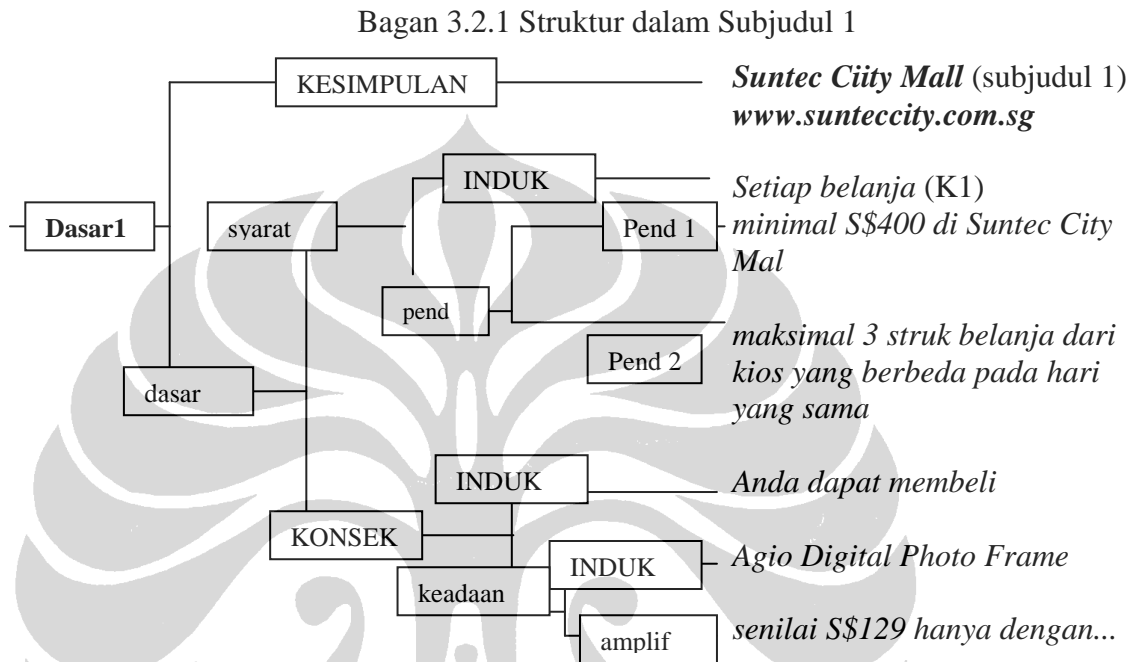 Bagan 3.2.1 Struktur dalam Subjudul 1
KESIMPULAN
Suntec Ciity Mall (subjudul 1)
www.sunteccity.com.sg
INDUK
Setiap belanja (K1)
Dasar1
syarat
Pend 1
minimal S$400 di Suntec City
Mal
pend
maksimal 3 struk belanja dari
Pend 2
kios yang berbeda pada hari
dasar
yang sama
INDUK
Anda dapat membeli
KONSEK
INDUK
Agio Digital Photo Frame
keadaan
amplif
senilai S$129 hanya dengan...